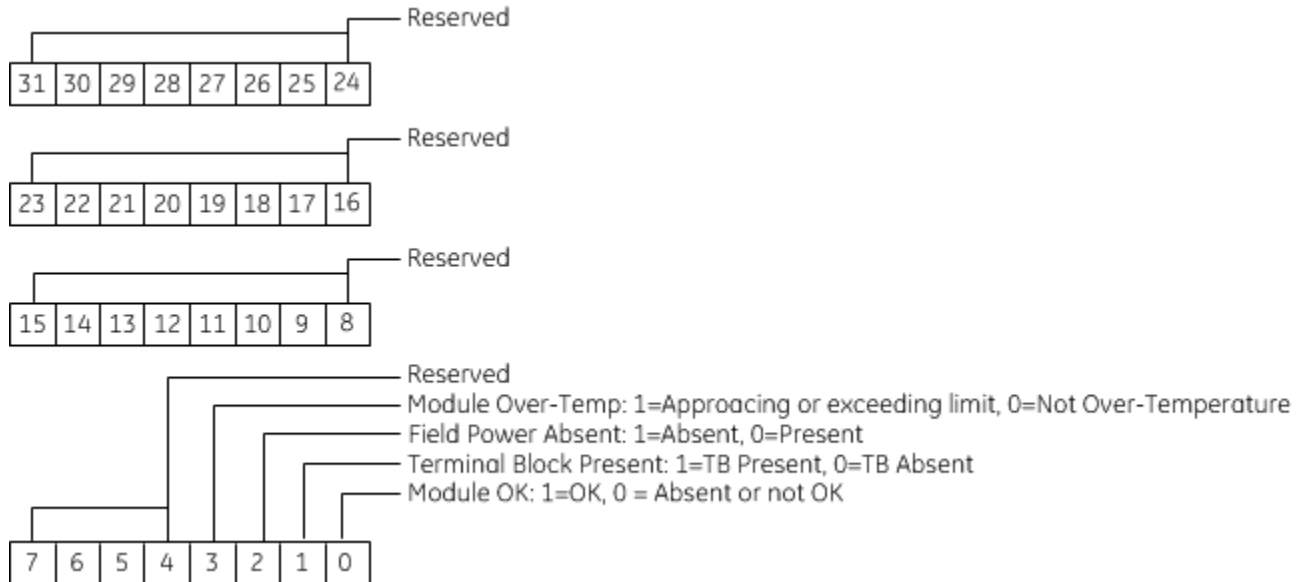 Reserved
31 30 29 28 27 26 25 24
Reserved
23 22 21 20 19 18 17 16
Reserved
15 14 13 12 11 10 9 8
Reserved
Module Over-Temp: 1=Approacing or exceeding limit, 0=Not Over-Temperature
Field Power Absent: 1=Absent, 0=Present
Terminal Block Present: 1=TB Present, 0=TB Absent
Module OK: 1=OK, 0 = Absent or not OK
7 6 5 4 3 2 1 0